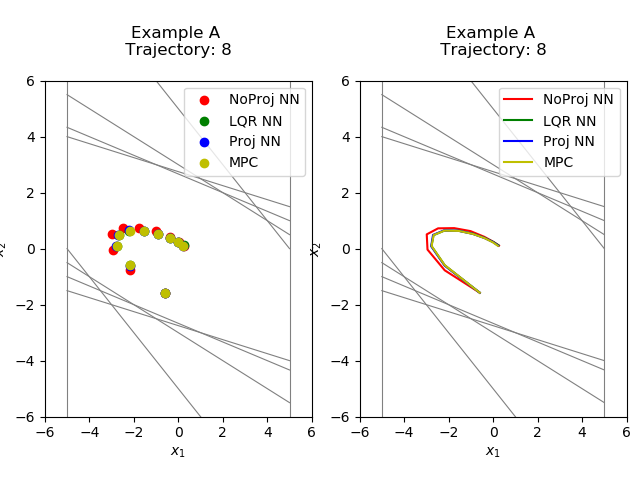 Example A
Trajectory: 8
Example A
Trajectory: 8
NoProj NN
LQR NN
Proj NN
MPC
NoProj NN
LQR NN
Proj NN
MPC
6
4
2
0
−2
−4
−6
6
4
2
0
−2
−4
−6
x₂
x₂
−6 −4 −2 0 2 4 6
−6 −4 −2 0 2 4 6
x₁
x₁